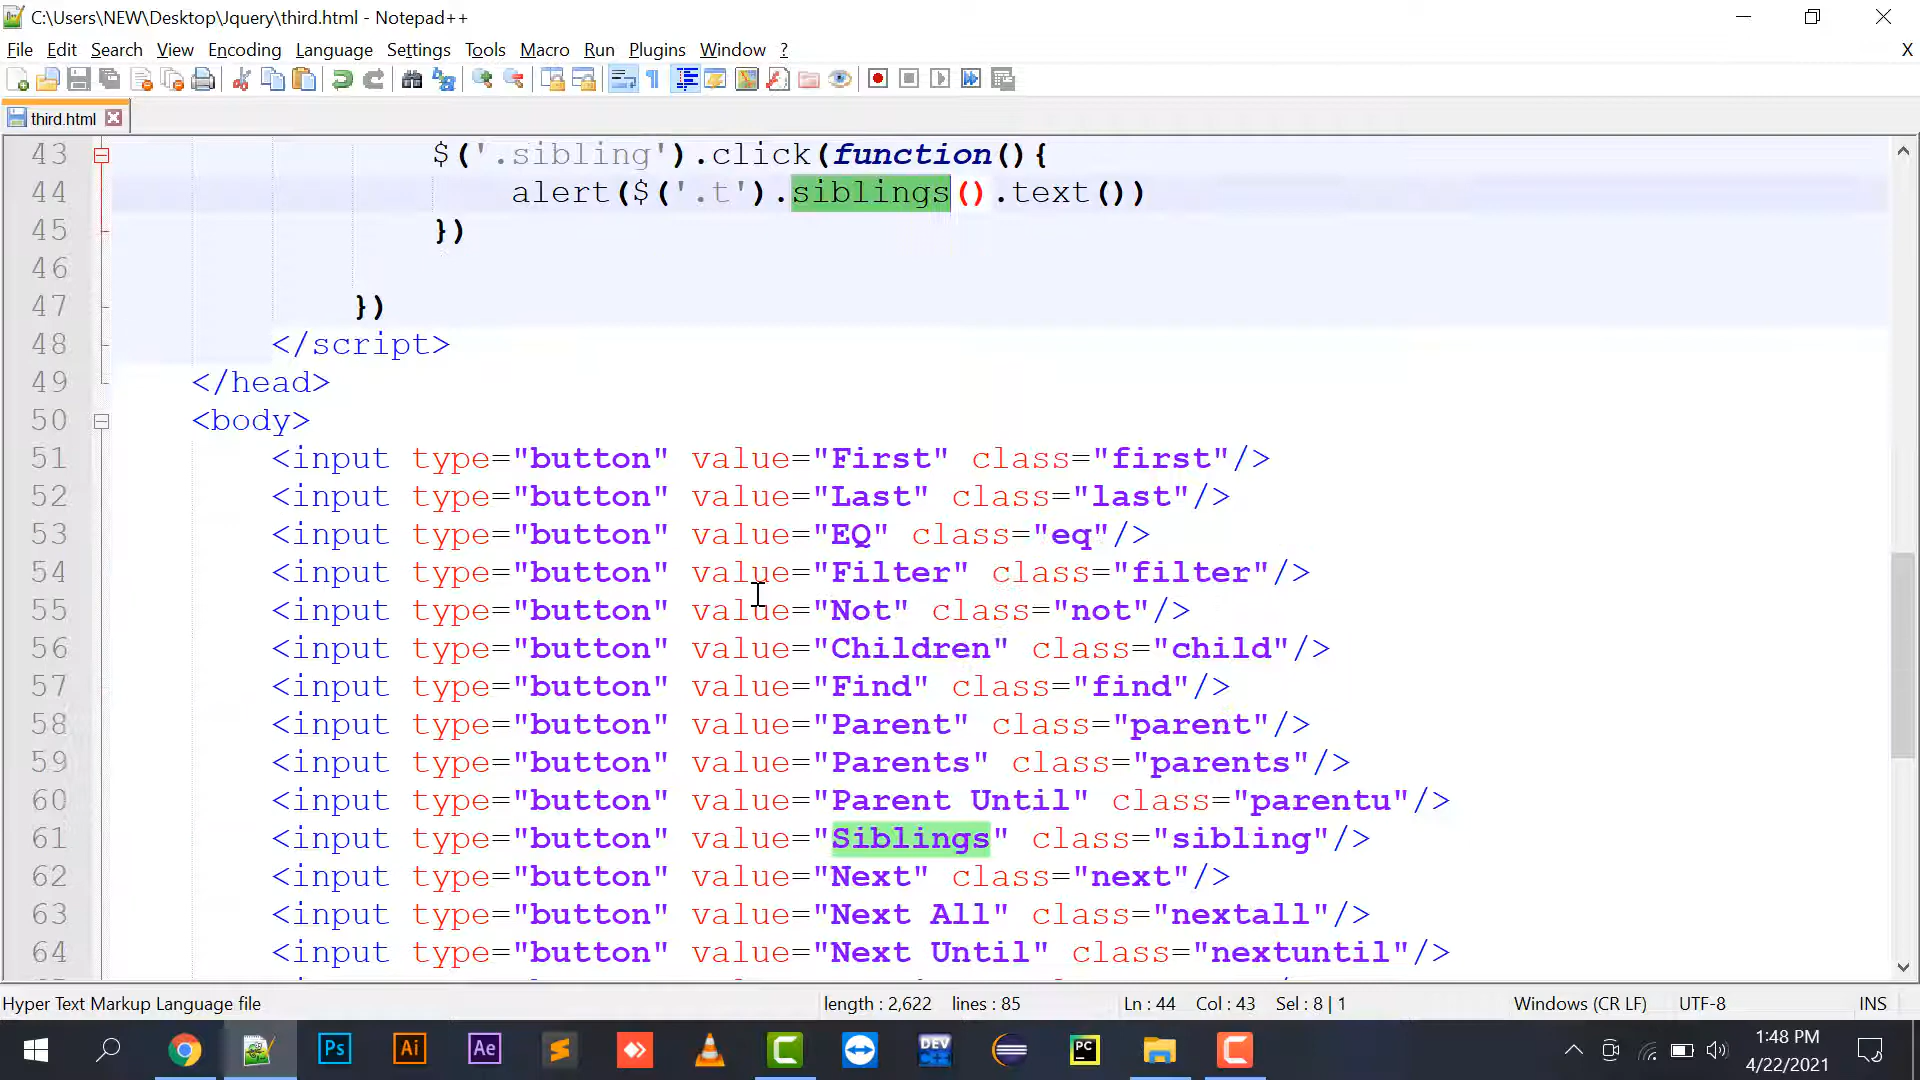 C:\Users\NEW\Desktop\Jquery\third.html - Notepad++
File Edit Search View Encoding Language Settings Tools Macro Run Plugins Window ? X
third.html
43 $('.sibling').click(function(){
44 alert($('.t').siblings().text())
45 })
46
47 })
48 </script>
49 </head>
50 <body>
51 <input type="button" value="First" class="first"/>
52 <input type="button" value="Last" class="last"/>
53 <input type="button" value="EQ" class="eq"/>
54 <input type="button" value="Filter" class="filter"/>
55 <input type="button" value="Not" class="not"/>
56 <input type="button" value="Children" class="child"/>
57 <input type="button" value="Find" class="find"/>
58 <input type="button" value="Parent" class="parent"/>
59 <input type="button" value="Parents" class="parents"/>
60 <input type="button" value="Parent Until" class="parentu"/>
61 <input type="button" value="Siblings" class="sibling"/>
62 <input type="button" value="Next" class="next"/>
63 <input type="button" value="Next All" class="nextall"/>
64 <input type="button" value="Next Until" class="nextuntil"/>
Hyper Text Markup Language file length : 2,622 lines : 85 Ln : 44 Col : 43 Sel : 8 | 1 Windows (CR LF) UTF-8 INS
Ps Ai Ae DEV C++ PC
1:48 PM
4/22/2021